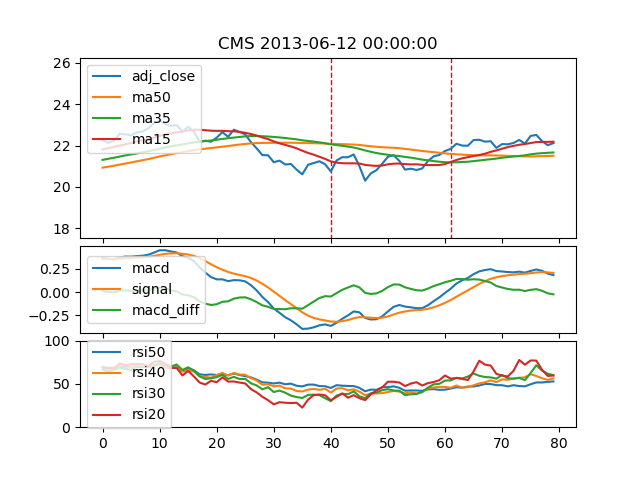 CMS 2013-06-12 00:00:00
26
24
22
20
18
adj_close
ma50
ma35
ma15
0.25
0.00
−0.25
macd
signal
macd_diff
100
50
0
rsi50
rsi40
rsi30
rsi20
0 10 20 30 40 50 60 70 80